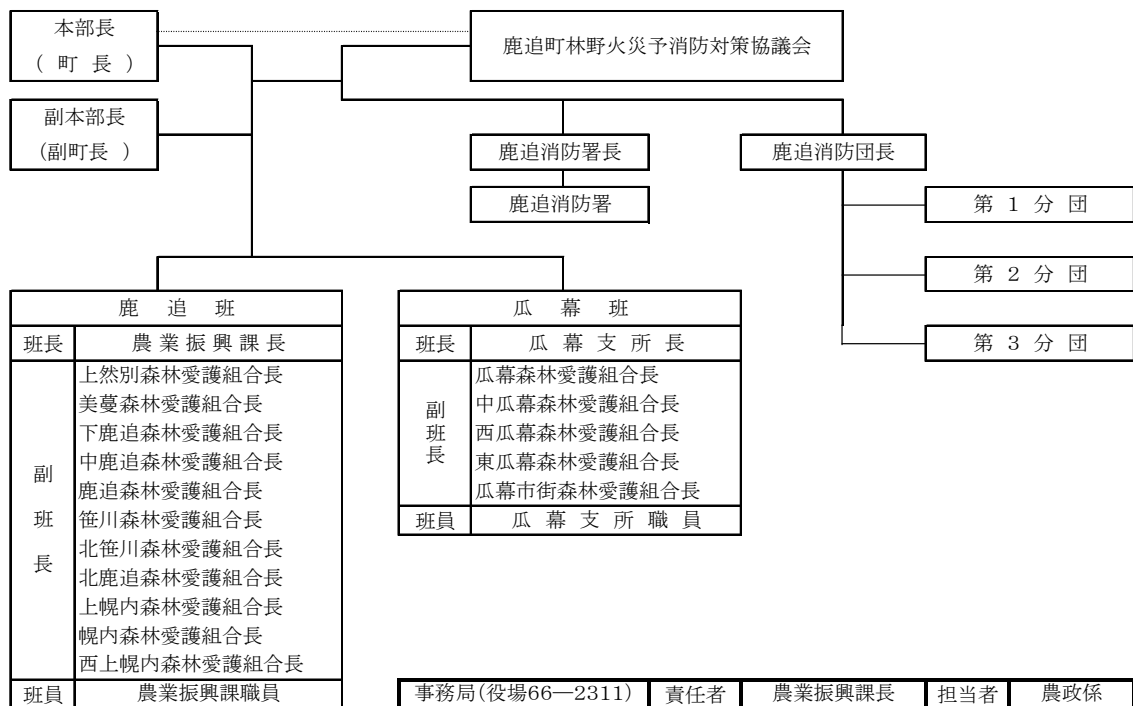 本部長
( 町 長 )
鹿追町林野火災予消防対策協議会
副本部長
(副町長 )
鹿追消防署長
鹿追消防団長
鹿追消防署
第 1 分 団
第 2 分 団
第 3 分 団
鹿 追 班
班長 農業振興課長
副班長
上然別森林愛護組合長
美蔓森林愛護組合長
下鹿追森林愛護組合長
中鹿追森林愛護組合長
鹿追森林愛護組合長
笹川森林愛護組合長
北笹川森林愛護組合長
北鹿追森林愛護組合長
上幌内森林愛護組合長
幌内森林愛護組合長
西上幌内森林愛護組合長
班員 農業振興課職員
瓜 幕 班
班長 瓜 幕 支 所 長
副班長
瓜幕森林愛護組合長
中瓜幕森林愛護組合長
西瓜幕森林愛護組合長
東瓜幕森林愛護組合長
瓜幕市街森林愛護組合長
班員 瓜 幕 支 所 職 員
事務局(役場66―2311) 責任者 農業振興課長 担当者 農政係